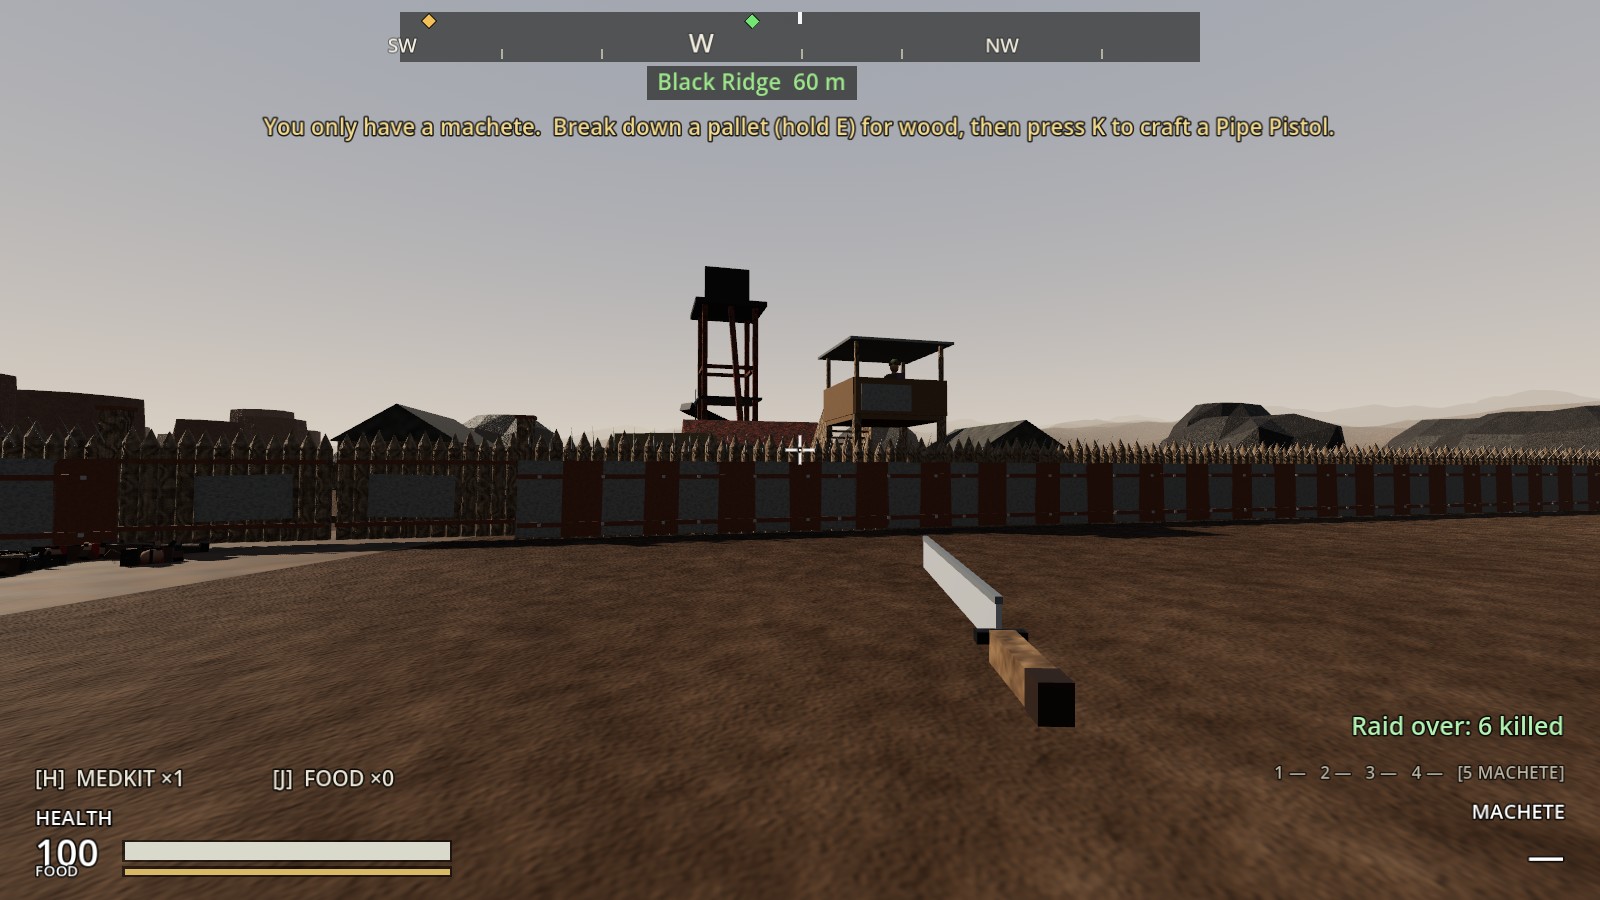 SW W NW
Black Ridge 60 m
You only have a machete. Break down a pallet (hold E) for wood, then press K to craft a Pipe Pistol.
Raid over: 6 killed
1 — 2 — 3 — 4 — [5 MACHETE]
[H] MEDKIT ×1 [J] FOOD ×0
MACHETE
HEALTH
100
FOOD
—